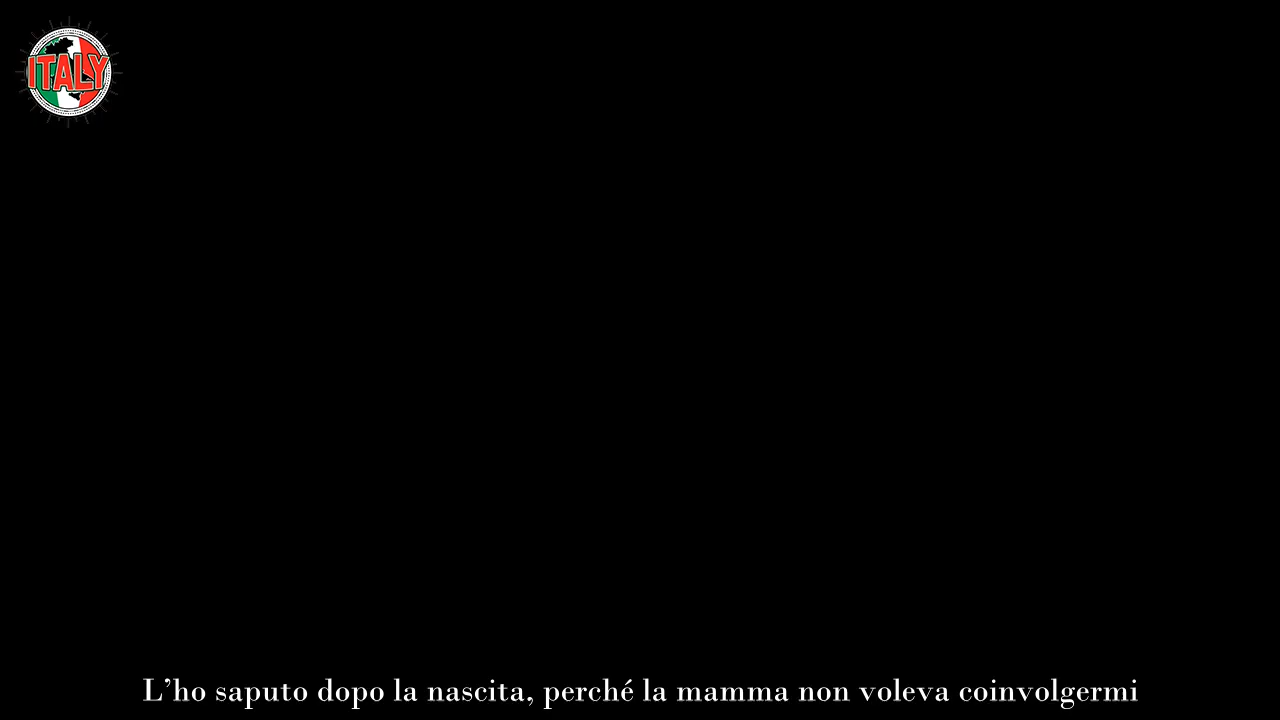 ITALY
L’ho saputo dopo la nascita, perché la mamma non voleva coinvolgermi